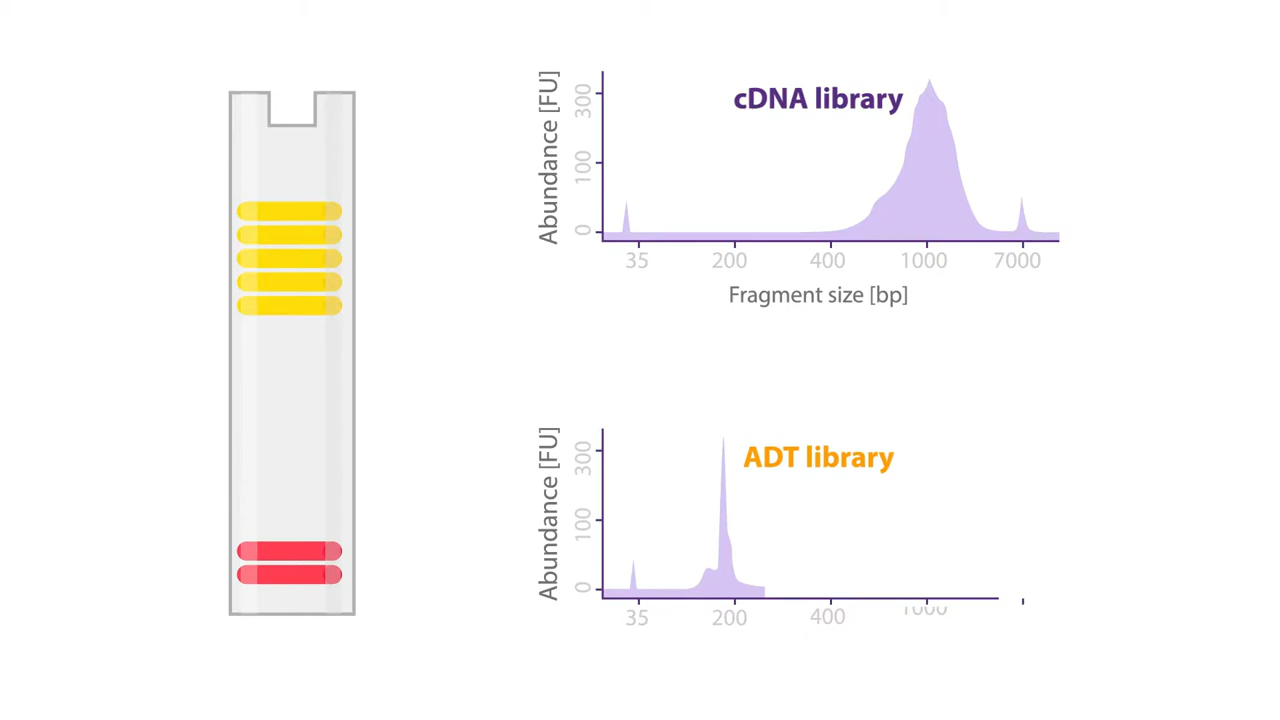 cDNA library
Abundance [FU]
300
100
0
35 200 400 1000 7000
Fragment size [bp]
ADT library
Abundance [FU]
300
100
0
35 200 400 1000